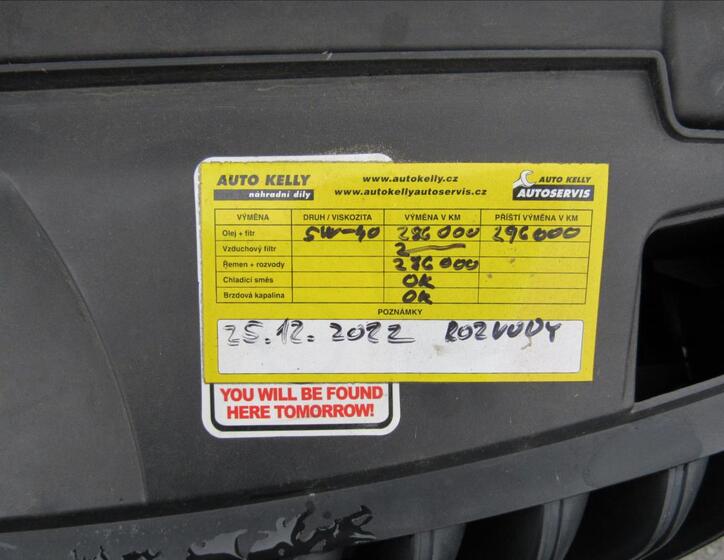 AUTO KELLY
náhradní díly
www.autokelly.cz
www.autokellyautoservis.cz
AUTO KELLY
AUTOSERVIS
VÝMĚNA DRUH / VISKOZITA VÝMĚNA V KM PŘÍŠTÍ VÝMĚNA V KM
Olej + filtr 5W-40 286000 296000
Vzduchový filtr
Řemen + rozvody 286000
Chladicí směs OK
Brzdová kapalina OK
POZNÁMKY
25.12.2022 ROZVODY
YOU WILL BE FOUND
HERE TOMORROW!